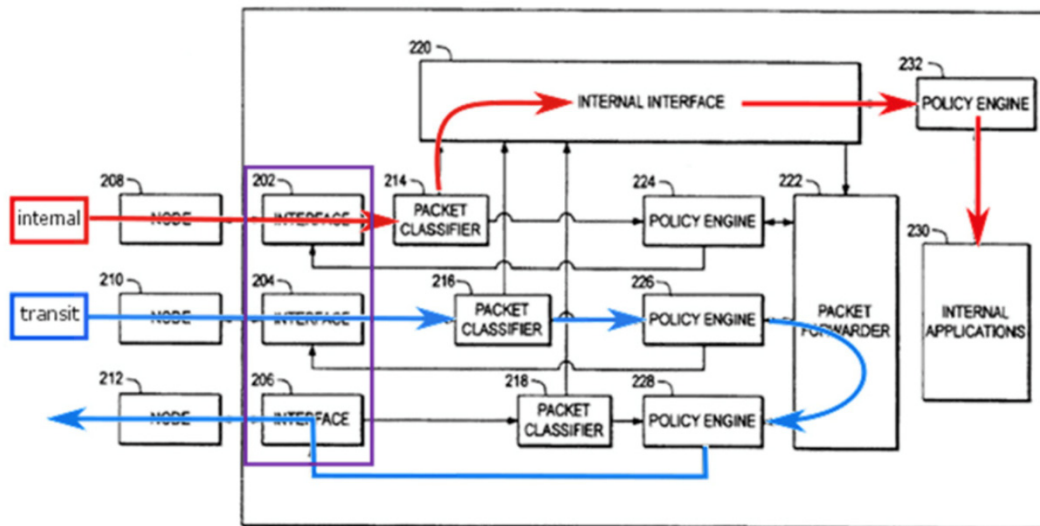 220
232
INTERNAL INTERFACE
POLICY ENGINE
208
202
214
224
222
internal
NODE
INTERFACE
PACKET
CLASSIFIER
POLICY ENGINE
230
210
204
216
226
transit
NODE
INTERFACE
PACKET
CLASSIFIER
POLICY ENGINE
PACKET
FORWARDER
INTERNAL
APPLICATIONS
212
206
218
228
NODE
INTERFACE
PACKET
CLASSIFIER
POLICY ENGINE